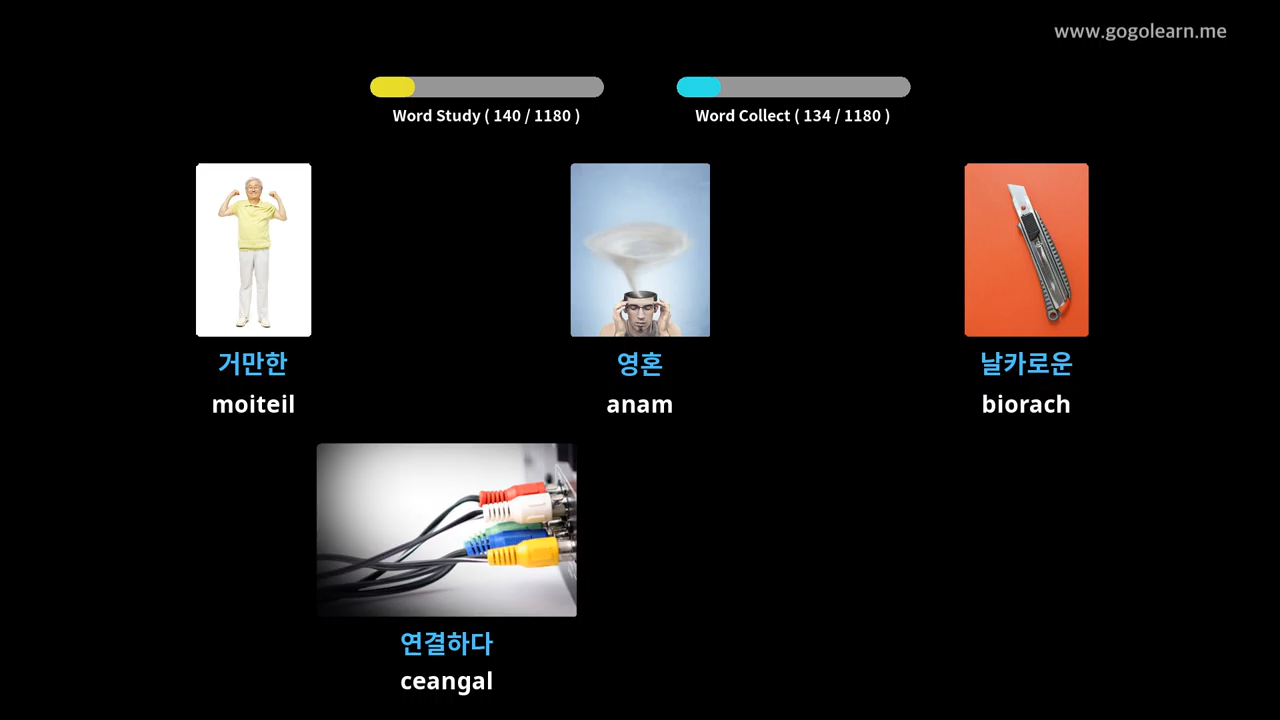 www.gogolearn.me
Word Study ( 140 / 1180 )
Word Collect ( 134 / 1180 )
거만한
moiteil
영혼
anam
날카로운
biorach
연결하다
ceangal